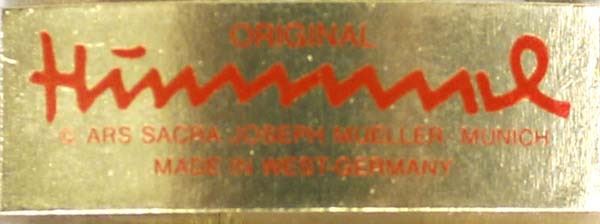 ORIGINAL
Hummel
© ARS SACRA JOSEPH MUELLER · MUNICH
MADE IN WEST-GERMANY